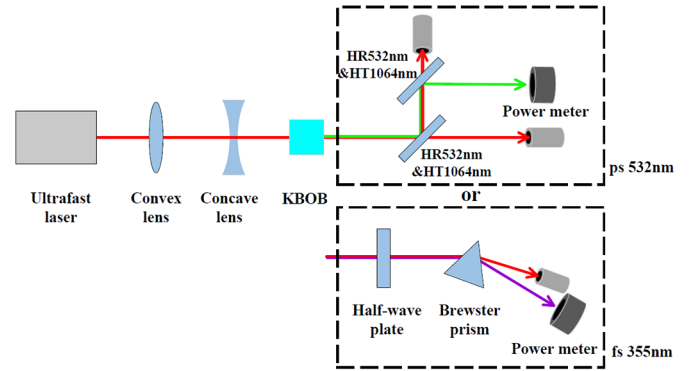 HR532nm
&HT1064nm
Power meter
HR532nm
&HT1064nm
ps 532nm
Ultrafast
laser
Convex
lens
Concave
lens
KBOB
or
Half-wave
plate
Brewster
prism
Power meter
fs 355nm